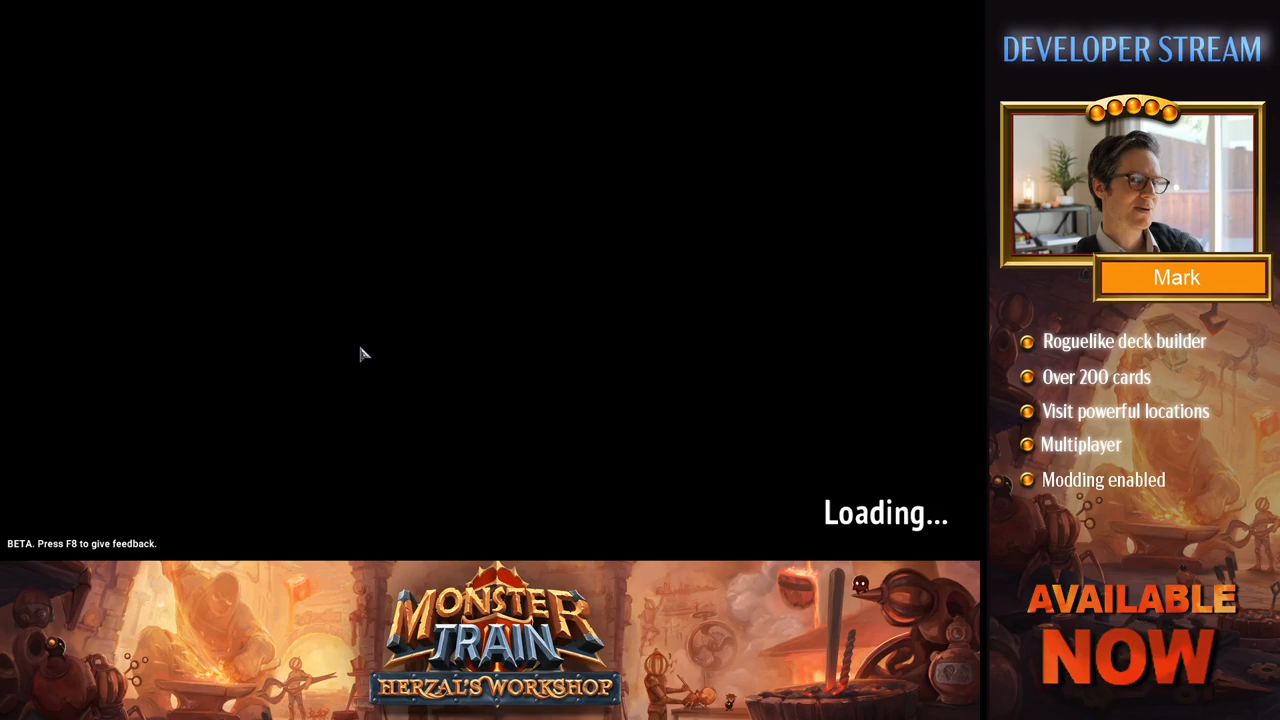 DEVELOPER STREAM
Mark
Roguelike deck builder
Over 200 cards
Visit powerful locations
Multiplayer
Modding enabled
Loading...
BETA. Press F8 to give feedback.
MONSTER
TRAIN
HERZAL'S WORKSHOP
AVAILABLE
NOW